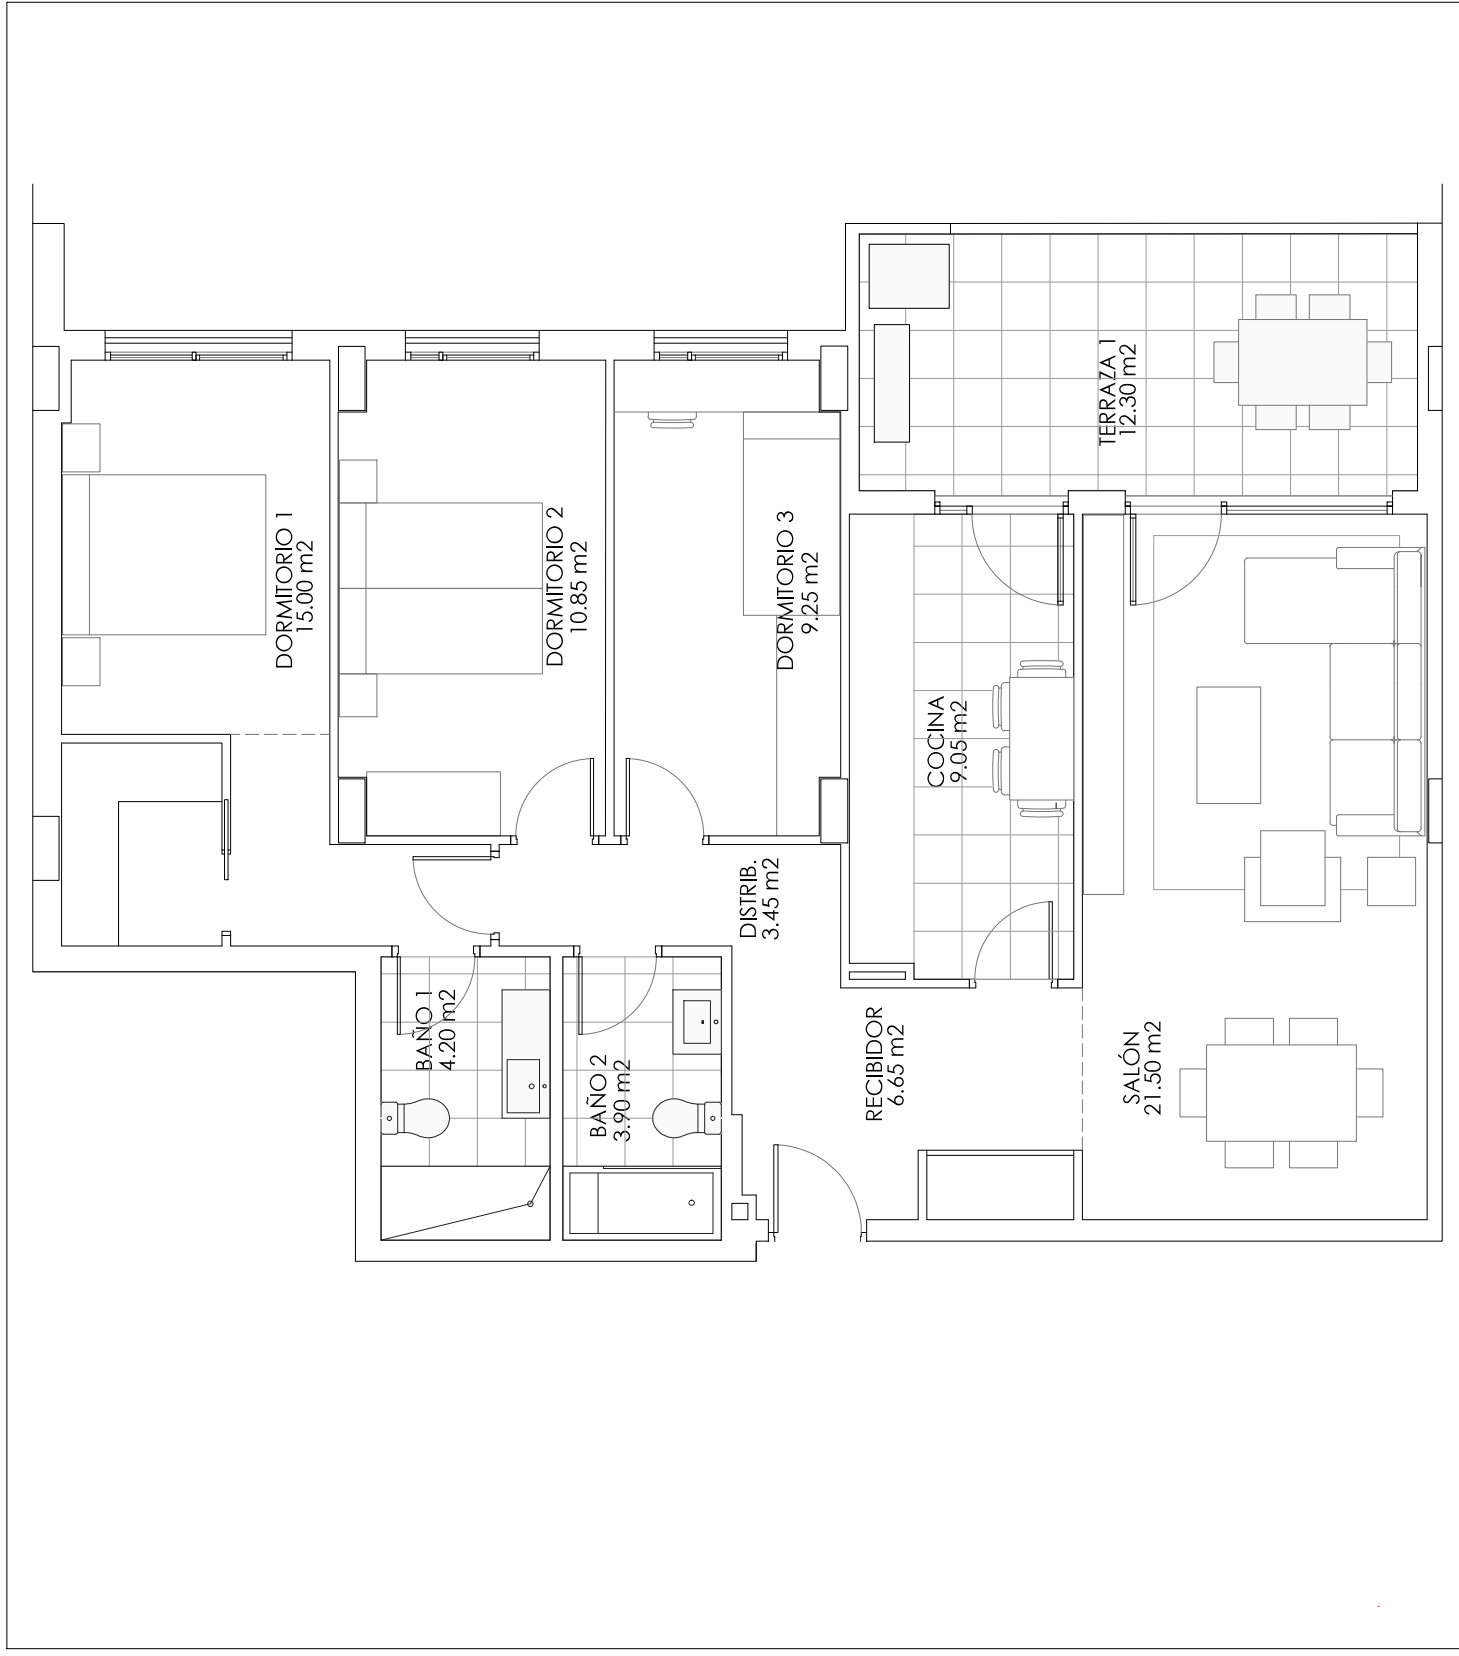 DORMITORIO 1
15.00 m2
DORMITORIO 2
10.85 m2
DORMITORIO 3
9.25 m2
TERRAZA 1
12.30 m2
COCINA
9.05 m2
DISTRIB.
3.45 m2
BAÑO 1
4.20 m2
BAÑO 2
3.90 m2
RECIBIDOR
6.65 m2
SALÓN
21.50 m2